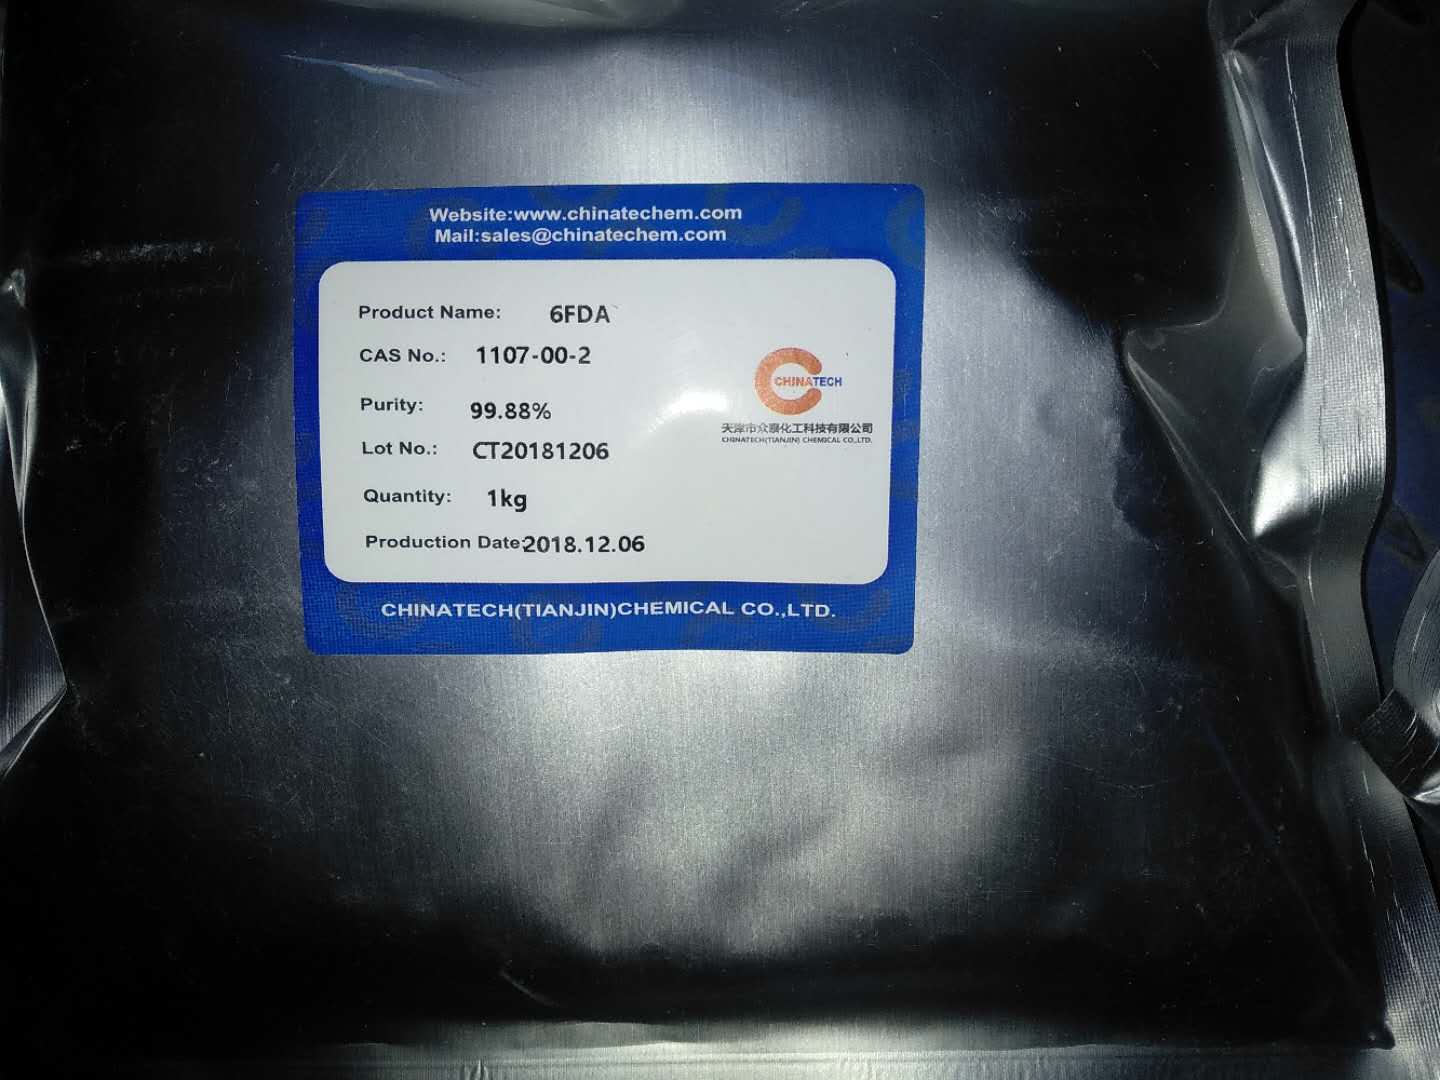 Website:www.chinatechem.com
Mail:sales@chinatechem.com
Product Name: 6FDA
CAS No.: 1107-00-2
Purity: 99.88%
Lot No.: CT20181206
Quantity: 1kg
Production Date:2018.12.06
CHINATECH
天津市众泰化工科技有限公司
CHINATECH(TIANJIN) CHEMICAL CO.,LTD.
CHINATECH(TIANJIN)CHEMICAL CO.,LTD.